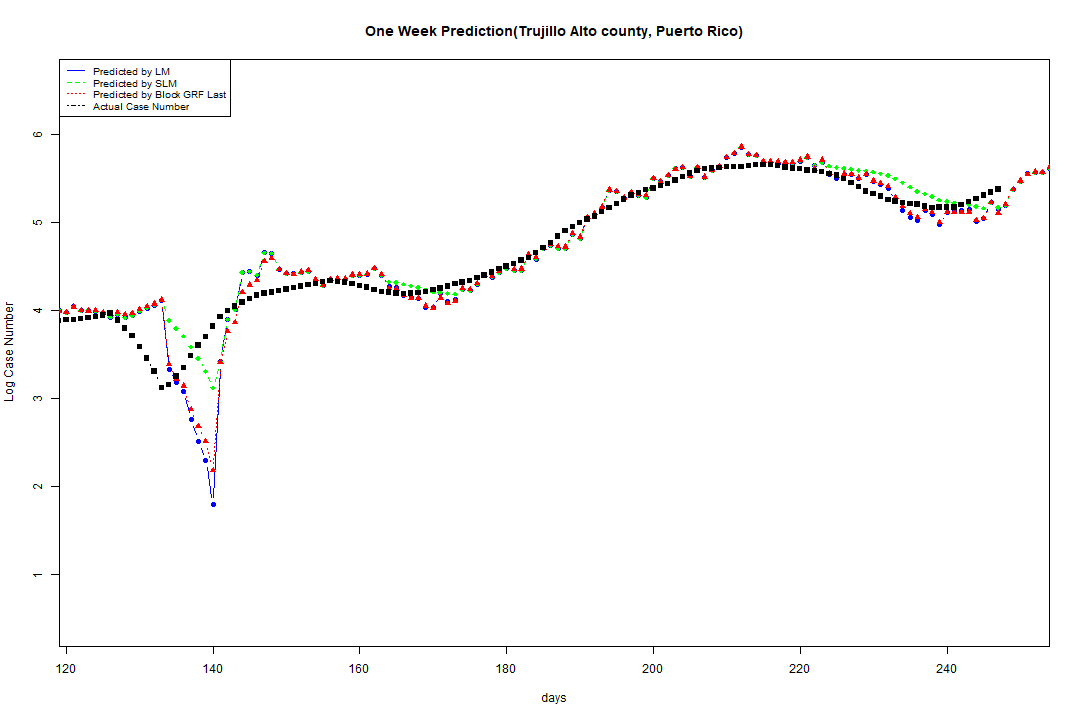 One Week Prediction(Trujillo Alto county, Puerto Rico)
Predicted by LM
Predicted by SLM
Predicted by Block GRF Last
Actual Case Number
Log Case Number
6
5
4
3
2
1
120 140 160 180 200 220 240
days